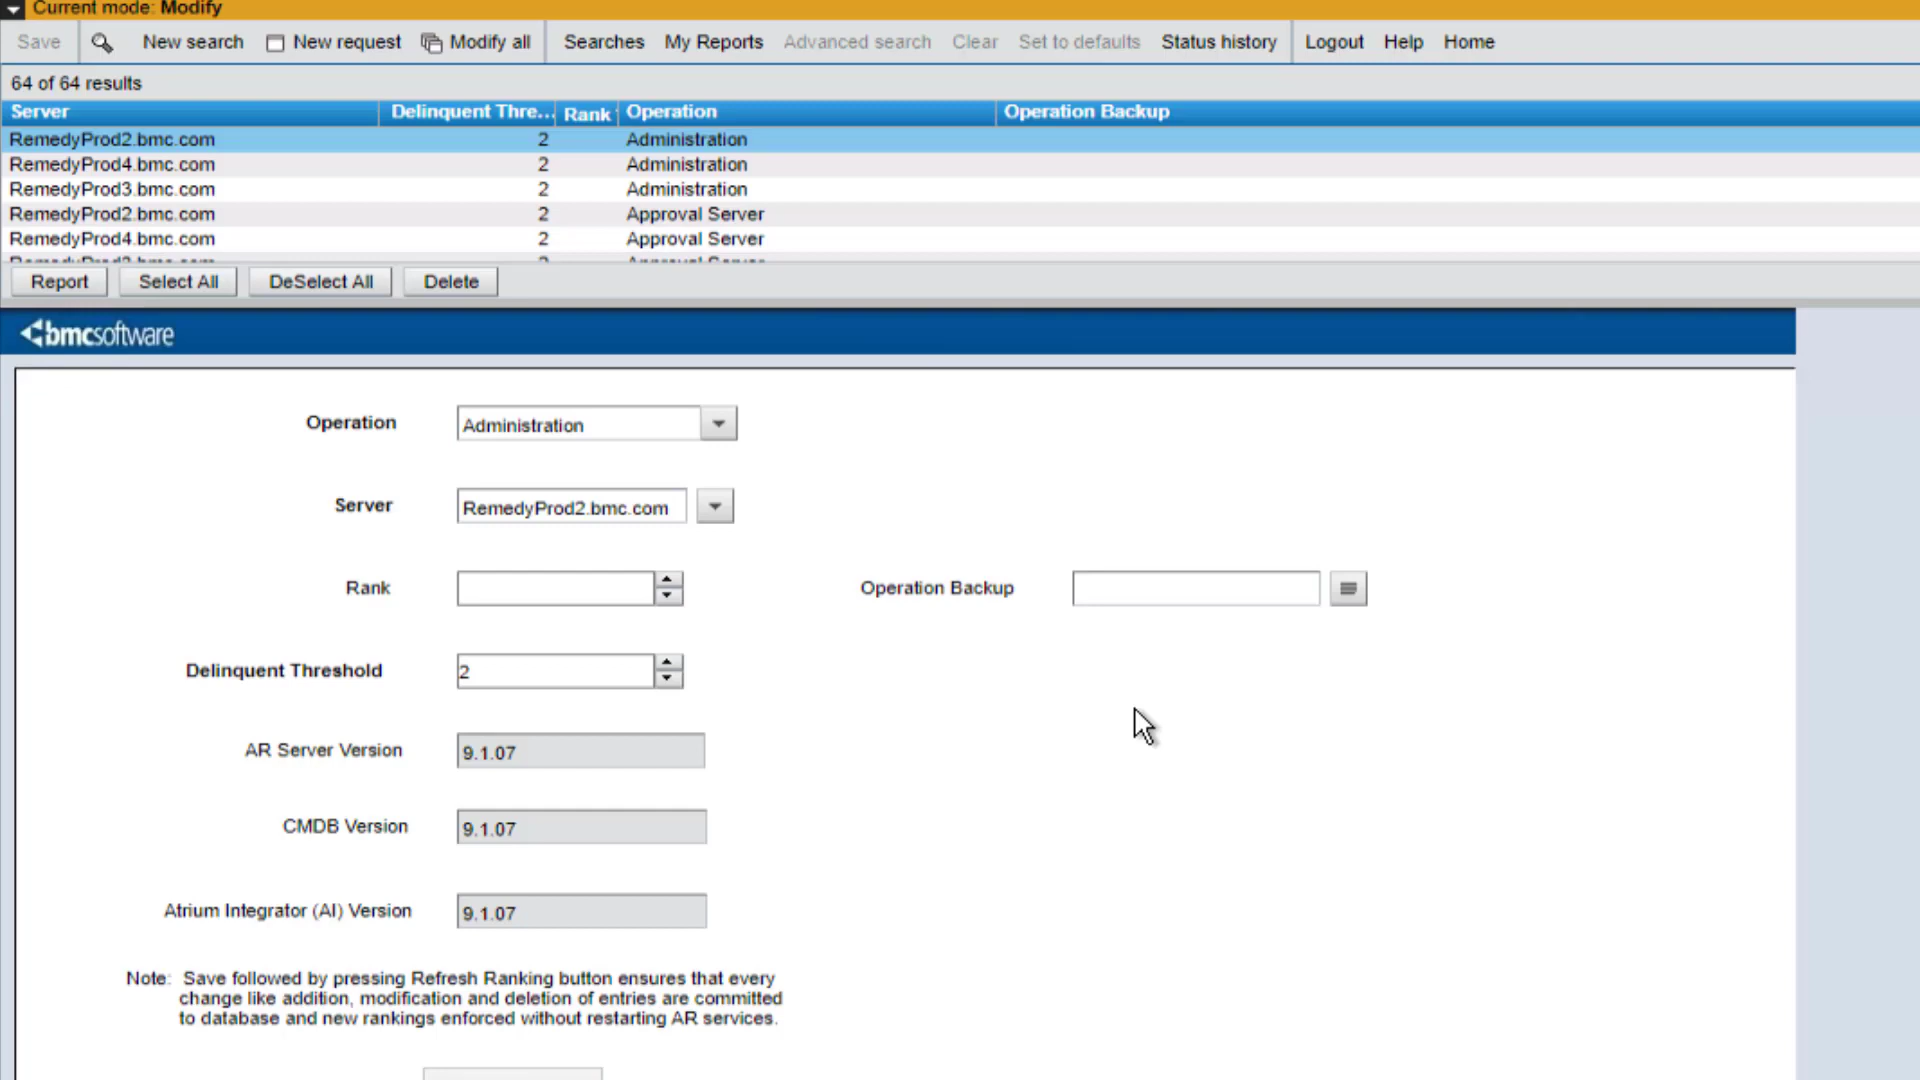 Current mode: Modify
Save New search New request Modify all Searches My Reports Advanced search Clear Set to defaults Status history Logout Help Home
64 of 64 results
Server Delinquent Thre... Rank Operation Operation Backup
RemedyProd2.bmc.com 2 Administration
RemedyProd4.bmc.com 2 Administration
RemedyProd3.bmc.com 2 Administration
RemedyProd2.bmc.com 2 Approval Server
RemedyProd4.bmc.com 2 Approval Server
Report Select All DeSelect All Delete
bmcsoftware
Operation Administration
Server RemedyProd2.bmc.com
Rank Operation Backup
Delinquent Threshold 2
AR Server Version 9.1.07
CMDB Version 9.1.07
Atrium Integrator (AI) Version 9.1.07
Note: Save followed by pressing Refresh Ranking button ensures that every
change like addition, modification and deletion of entries are committed
to database and new rankings enforced without restarting AR services.